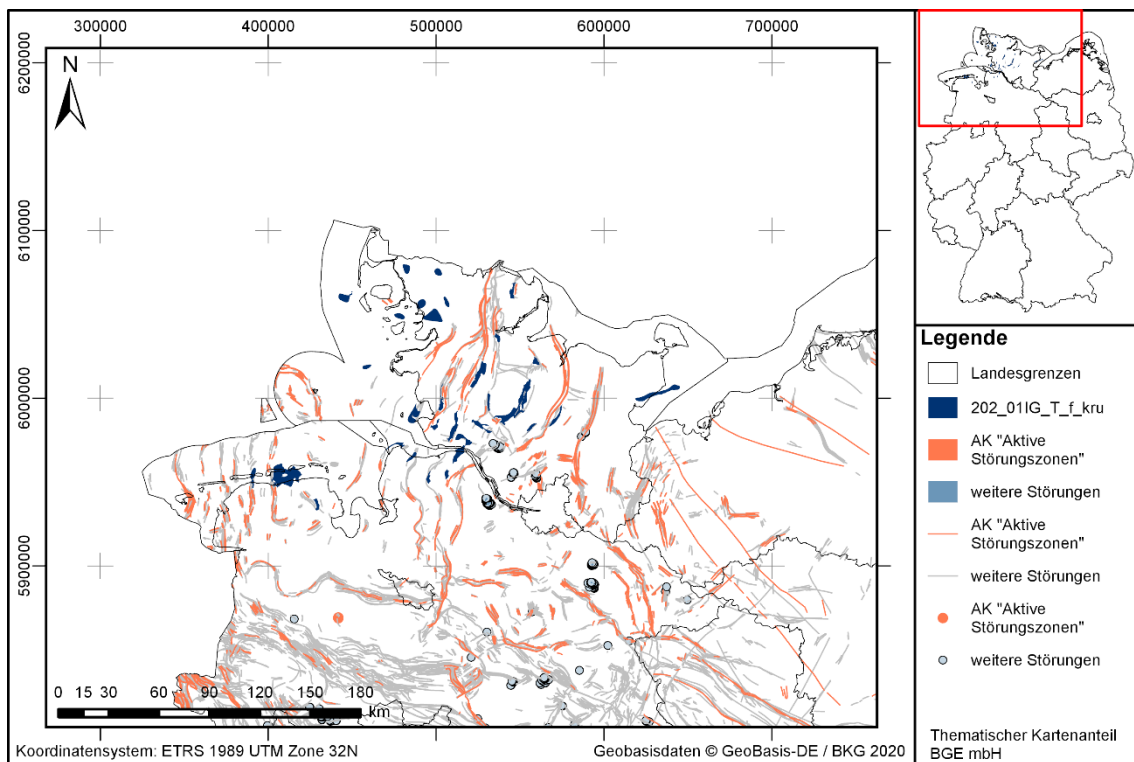 300000 400000 500000 600000 700000
6200000
6100000
6000000
5900000
N
0 15 30 60 90 120 150 180
km
Koordinatensystem: ETRS 1989 UTM Zone 32N
Geobasisdaten © GeoBasis-DE / BKG 2020
Legende
Landesgrenzen
202_01IG_T_f_kru
AK "Aktive
Störungszonen"
weitere Störungen
AK "Aktive
Störungszonen"
weitere Störungen
AK "Aktive
Störungszonen"
weitere Störungen
Thematischer Kartenanteil
BGE mbH